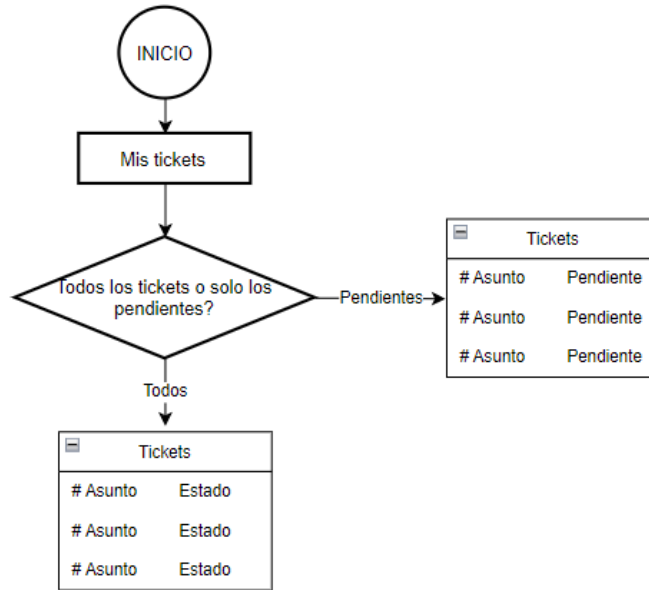 INICIO
Mis tickets
Todos los tickets o solo los
pendientes?
Pendientes
Tickets
# Asunto Pendiente
# Asunto Pendiente
# Asunto Pendiente
Todos
Tickets
# Asunto Estado
# Asunto Estado
# Asunto Estado